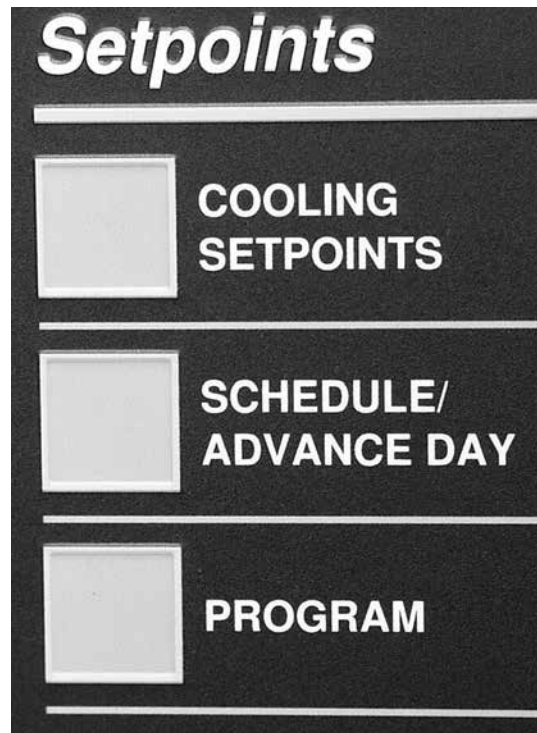 Setpoints
COOLING
SETPOINTS
SCHEDULE/
ADVANCE DAY
PROGRAM